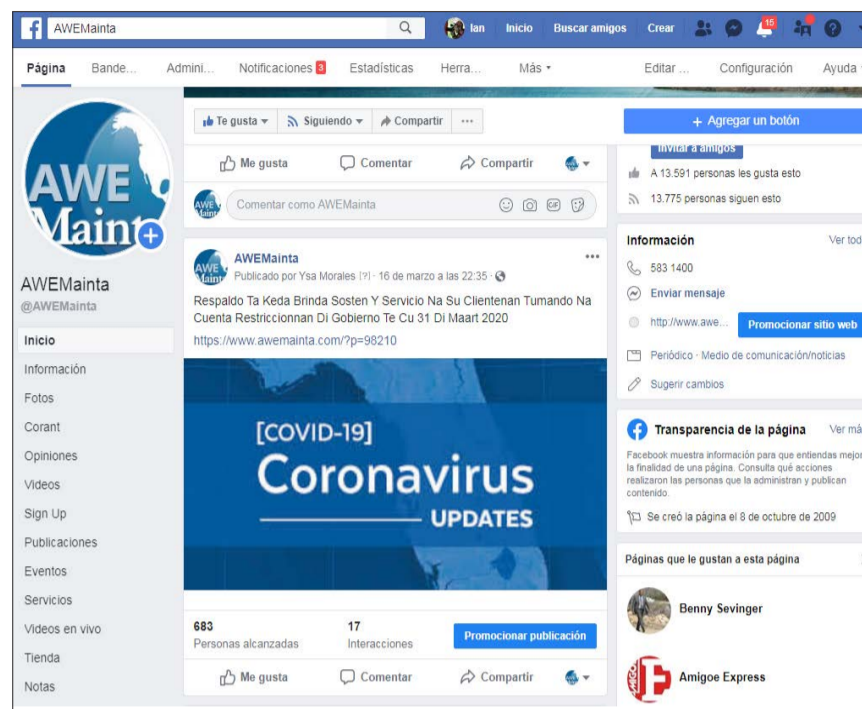 AWEMainta
Ian
Inicio
Buscar amigos
Crear
15
Página
Bande...
Admini...
Notificaciones 3
Estadísticas
Herra...
Más
Editar ...
Configuración
Ayuda
AWE
Mainta
AWEMainta
@AWEMainta
Inicio
Información
Fotos
Corant
Opiniones
Videos
Sign Up
Publicaciones
Eventos
Servicios
Videos en vivo
Tienda
Notas
Te gusta
Siguiendo
Compartir
Me gusta
Comentar
Compartir
Comentar como AWEMainta
GIF
AWEMainta
Publicado por Ysa Morales [?] · 16 de marzo a las 22:35 ·
Respaldo Ta Keda Brinda Sosten Y Servicio Na Su Clientenan Tumando Na
Cuenta Restriccionnan Di Gobierno Te Cu 31 Di Maart 2020
https://www.awemainta.com/?p=98210
[COVID-19]
Coronavirus
UPDATES
683
Personas alcanzadas
17
Interacciones
Promocionar publicación
Me gusta
Comentar
Compartir
+ Agregar un botón
Invitar a amigos
A 13.591 personas les gusta esto
13.775 personas siguen esto
Información
Ver tod
583 1400
Enviar mensaje
http://www.awe...
Promocionar sitio web
Periódico · Medio de comunicación/noticias
Sugerir cambios
Transparencia de la página
Ver má
Facebook muestra información para que entiendas mejor
la finalidad de una página. Consulta qué acciones
realizaron las personas que la administran y publican
contenido.
Se creó la página el 8 de octubre de 2009
Páginas que le gustan a esta página
Benny Sevinger
Amigoe Express